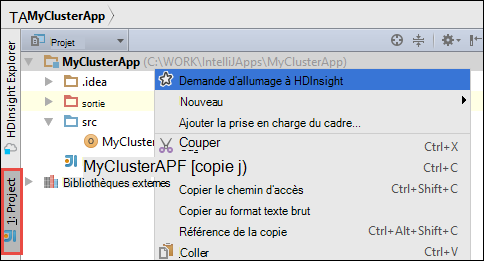 TA MyClusterApp
HDInsight Explorer
1: Project
Projet
MyClusterApp (C:\WORK\IntelliJApps\MyClusterApp)
.idea
sortie
src
MyCluster
MyClusterAPF [copie j)
Bibliothèques externes
Demande d'allumage à HDInsight
Nouveau
Ajouter la prise en charge du cadre...
Couper Ctrl+X
Ctrl+C
Copier le chemin d'accès Ctrl+Shift+C
Copier au format texte brut
Référence de la copie Ctrl+Alt+Shift+C
Coller Ctrl+V